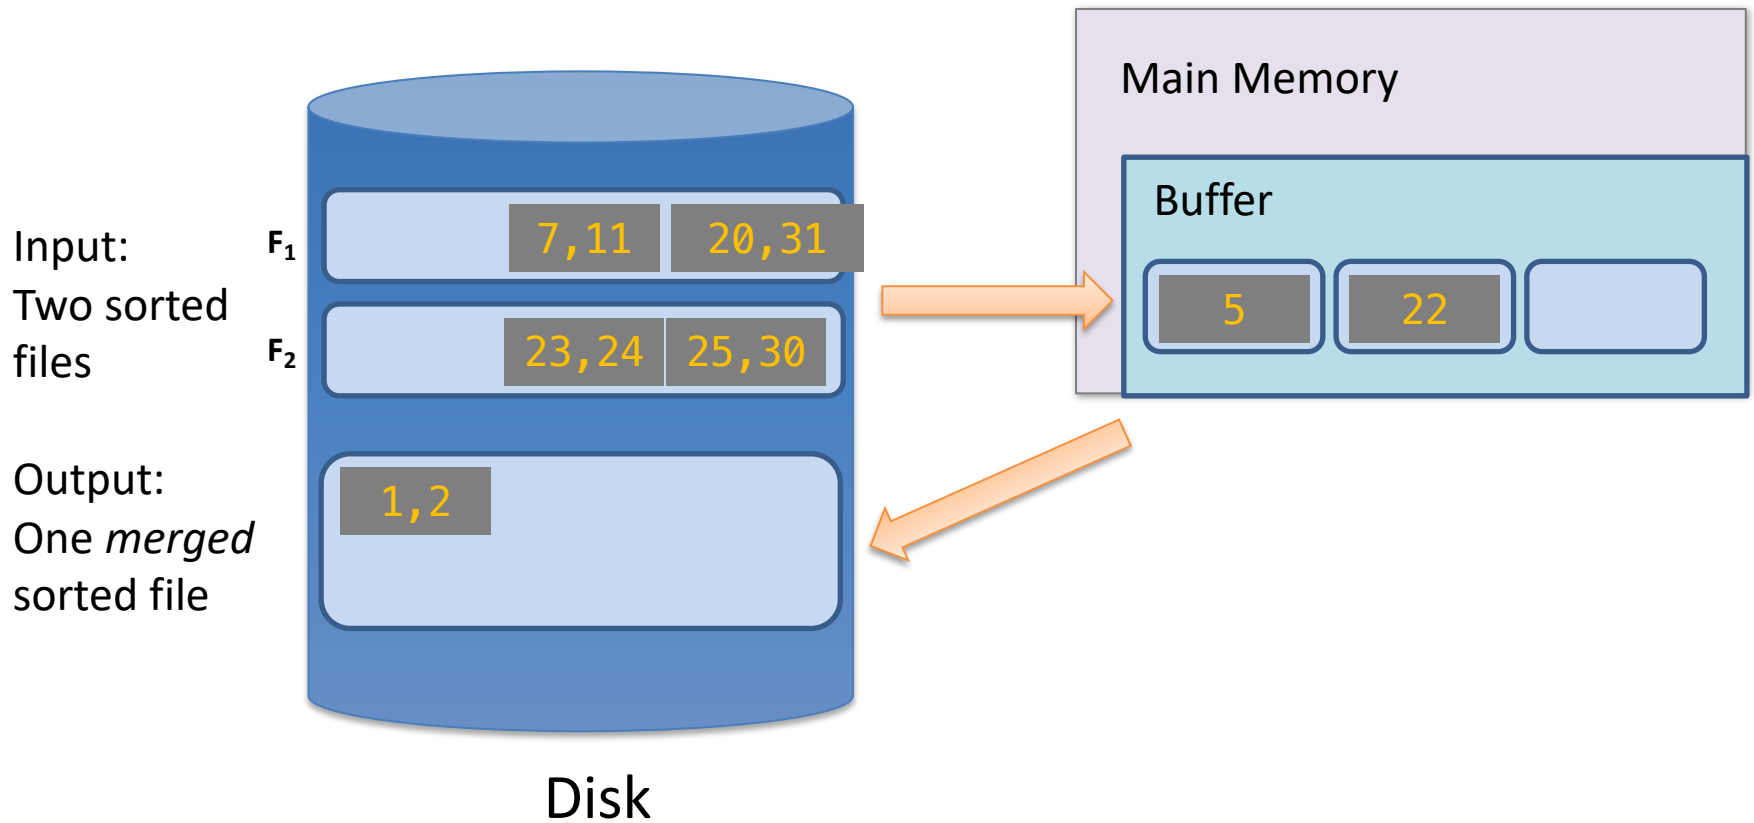 Main Memory
Buffer
5 22
Input:
Two sorted
files
F1 7,11 20,31
F2 23,24 25,30
Output:
One merged
sorted file
1,2
Disk